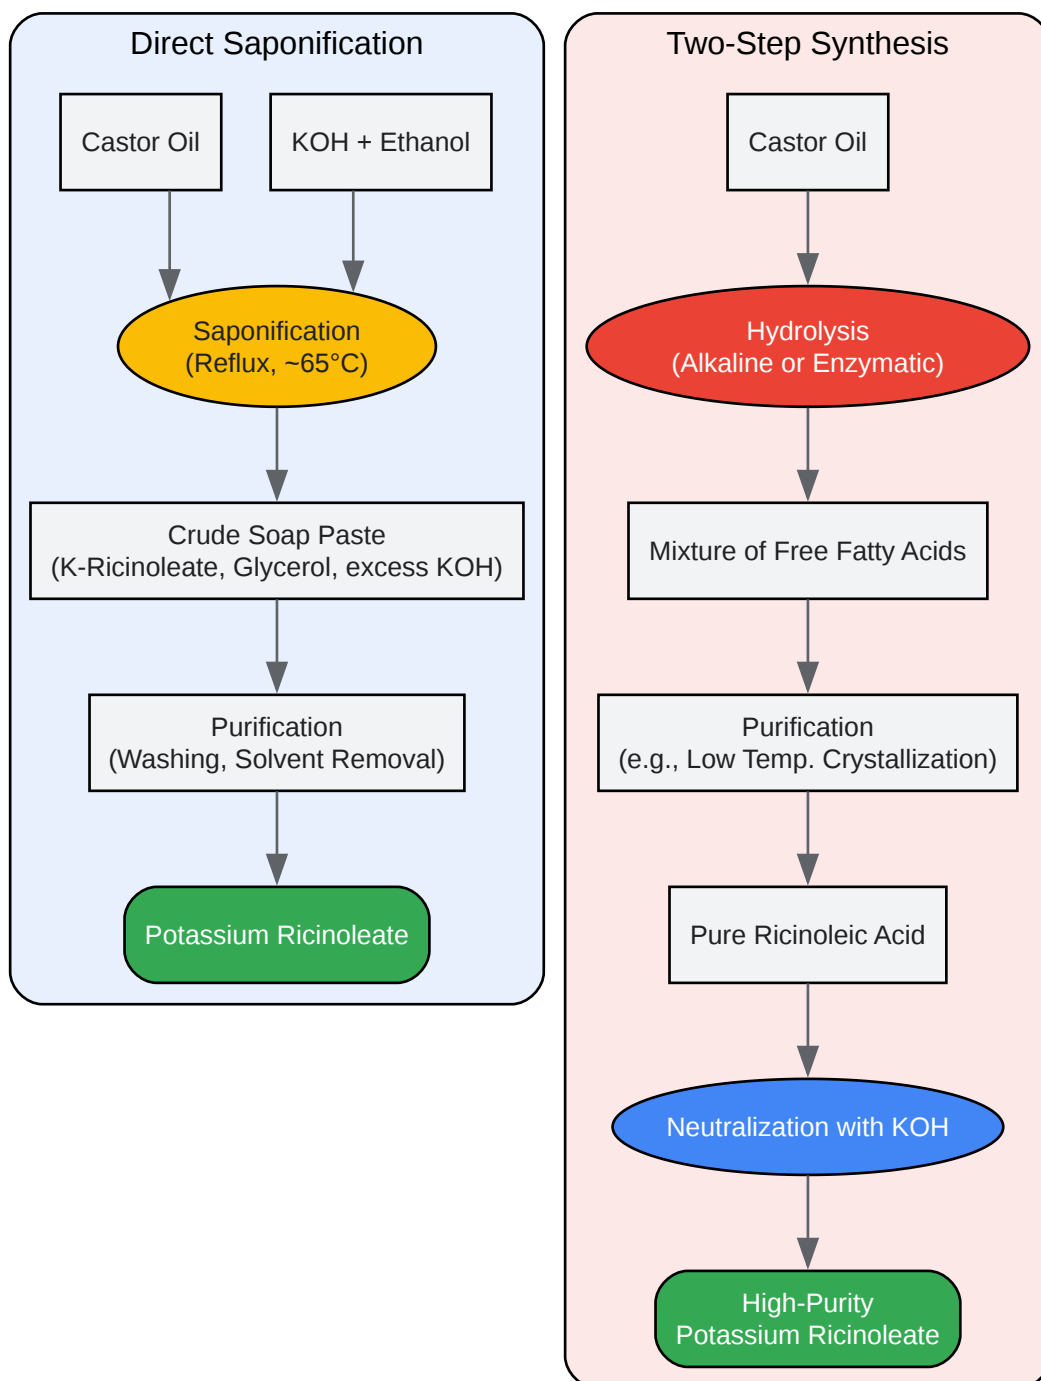 Direct Saponification
Castor Oil
KOH + Ethanol
Saponification
(Reflux, ~65°C)
Crude Soap Paste
(K-Ricinoleate, Glycerol, excess KOH)
Purification
(Washing, Solvent Removal)
Potassium Ricinoleate
Two-Step Synthesis
Castor Oil
Hydrolysis
(Alkaline or Enzymatic)
Mixture of Free Fatty Acids
Purification
(e.g., Low Temp. Crystallization)
Pure Ricinoleic Acid
Neutralization with KOH
High-Purity
Potassium Ricinoleate